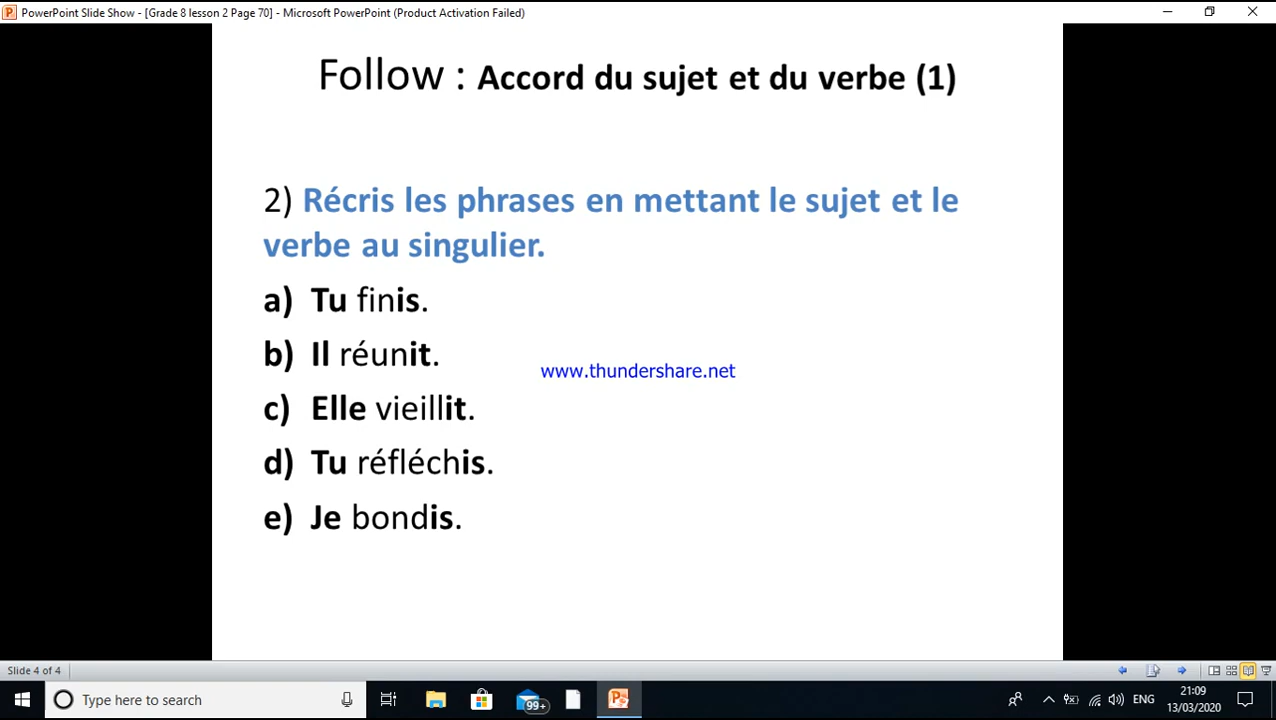 PowerPoint Slide Show - [Grade 8 lesson 2 Page 70] - Microsoft PowerPoint (Product Activation Failed)
Follow : Accord du sujet et du verbe (1)
2) Récris les phrases en mettant le sujet et le
verbe au singulier.
a) Tu finis.
b) Il réunit.
www.thundershare.net
c) Elle vieillit.
d) Tu réfléchis.
e) Je bondis.
Slide 4 of 4
Type here to search
99+
ENG
21:09
13/03/2020